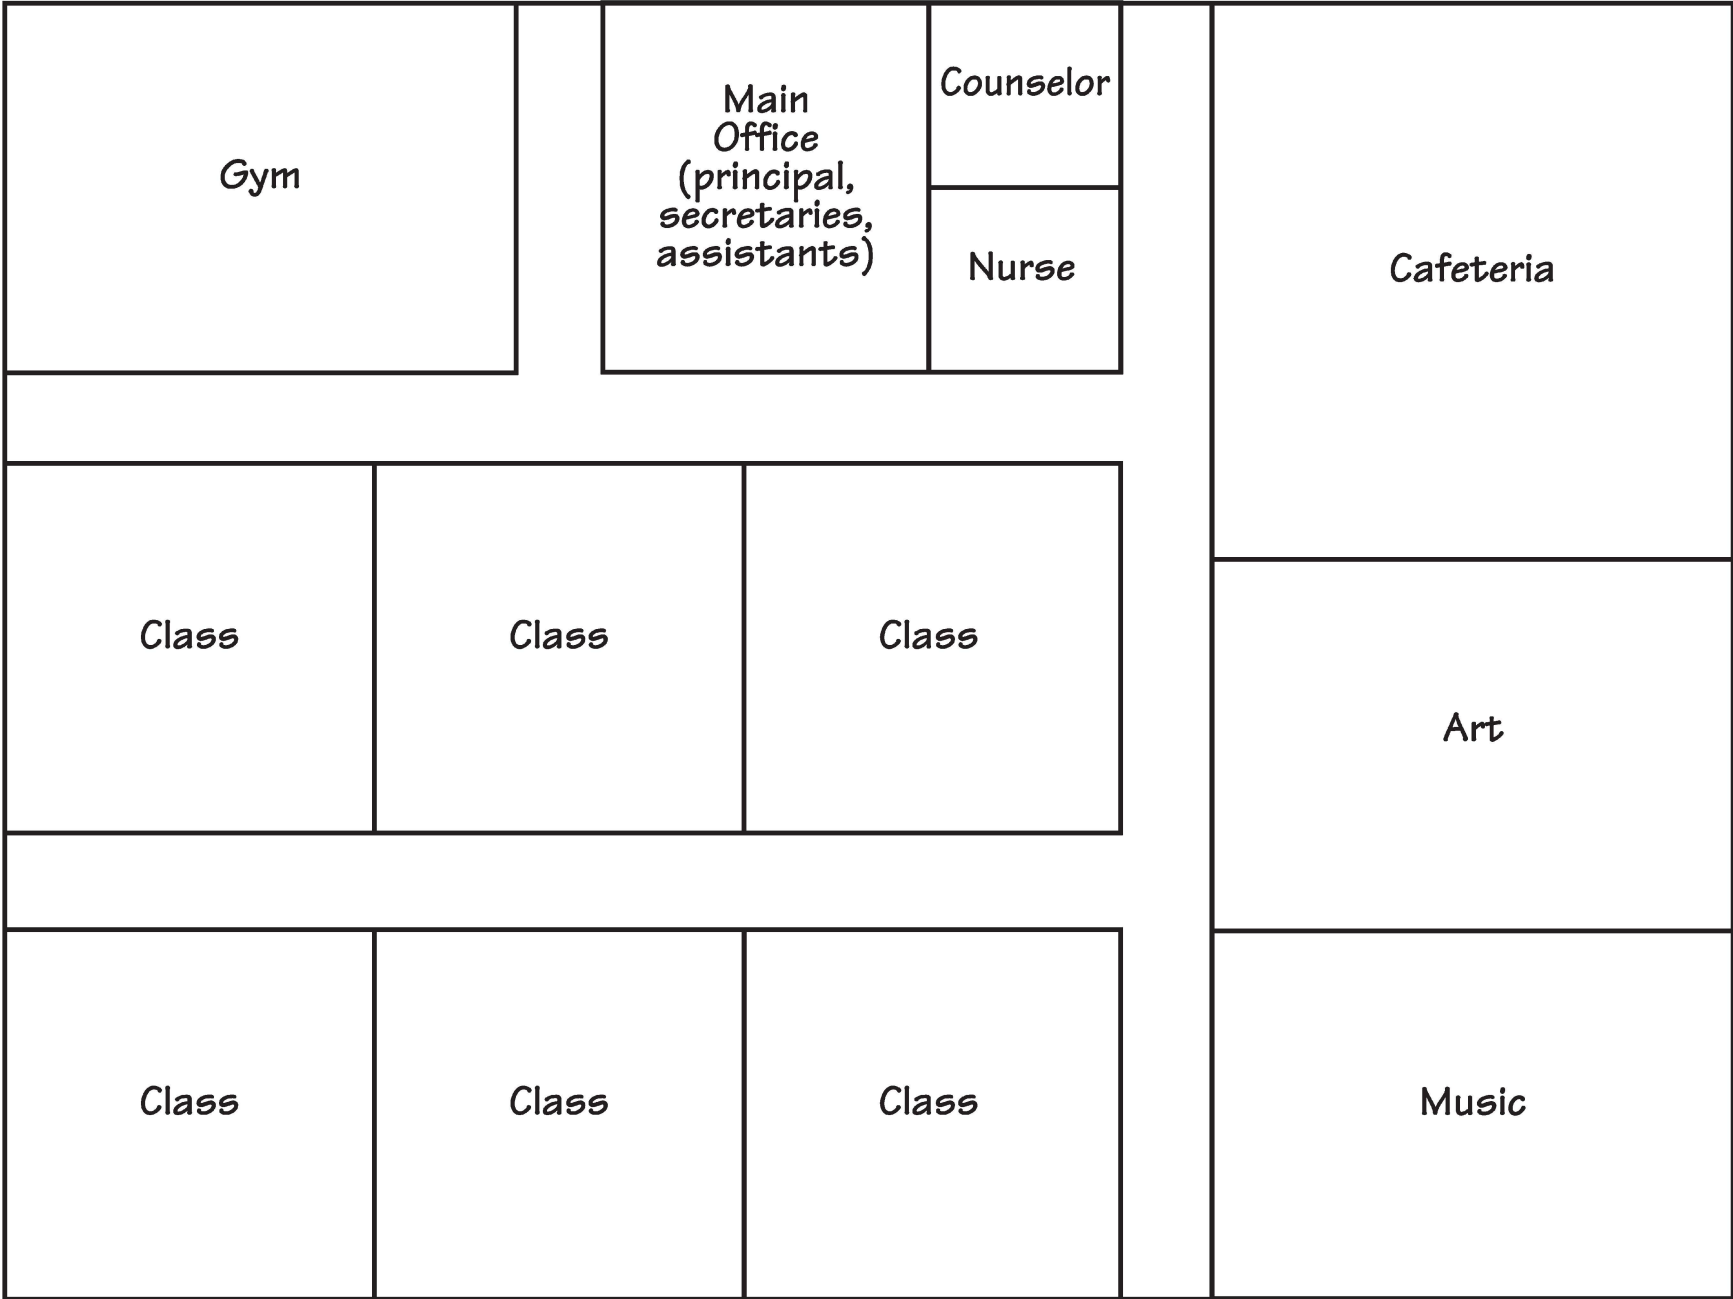 Gym
Main
Office
(principal,
secretaries,
assistants)
Counselor
Nurse
Cafeteria
Class
Class
Class
Art
Class
Class
Class
Music